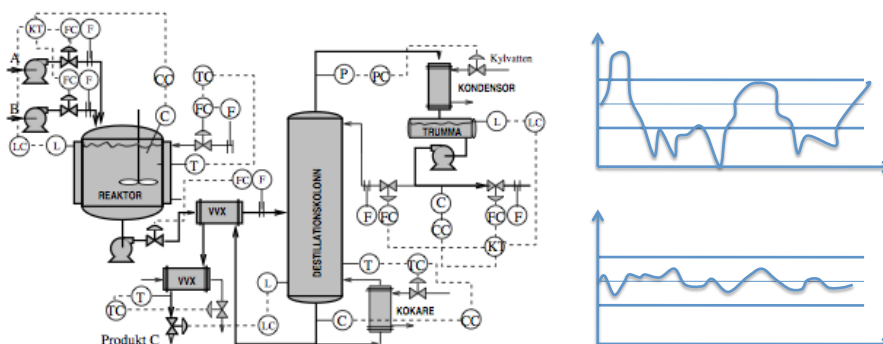 KT FC F
A
FC F
B
CC
C
TC
FC F
LC L
T
REAKTOR
FC F
VVX
VVX
T
TC
LC
L
Produkt C
P PC
Kylvatten
KONDENSOR
TRUMMA
L LC
DESTILLATIONSKOLONN
F FC C FC F
CC
KT
T TC
KOKARE
C CC